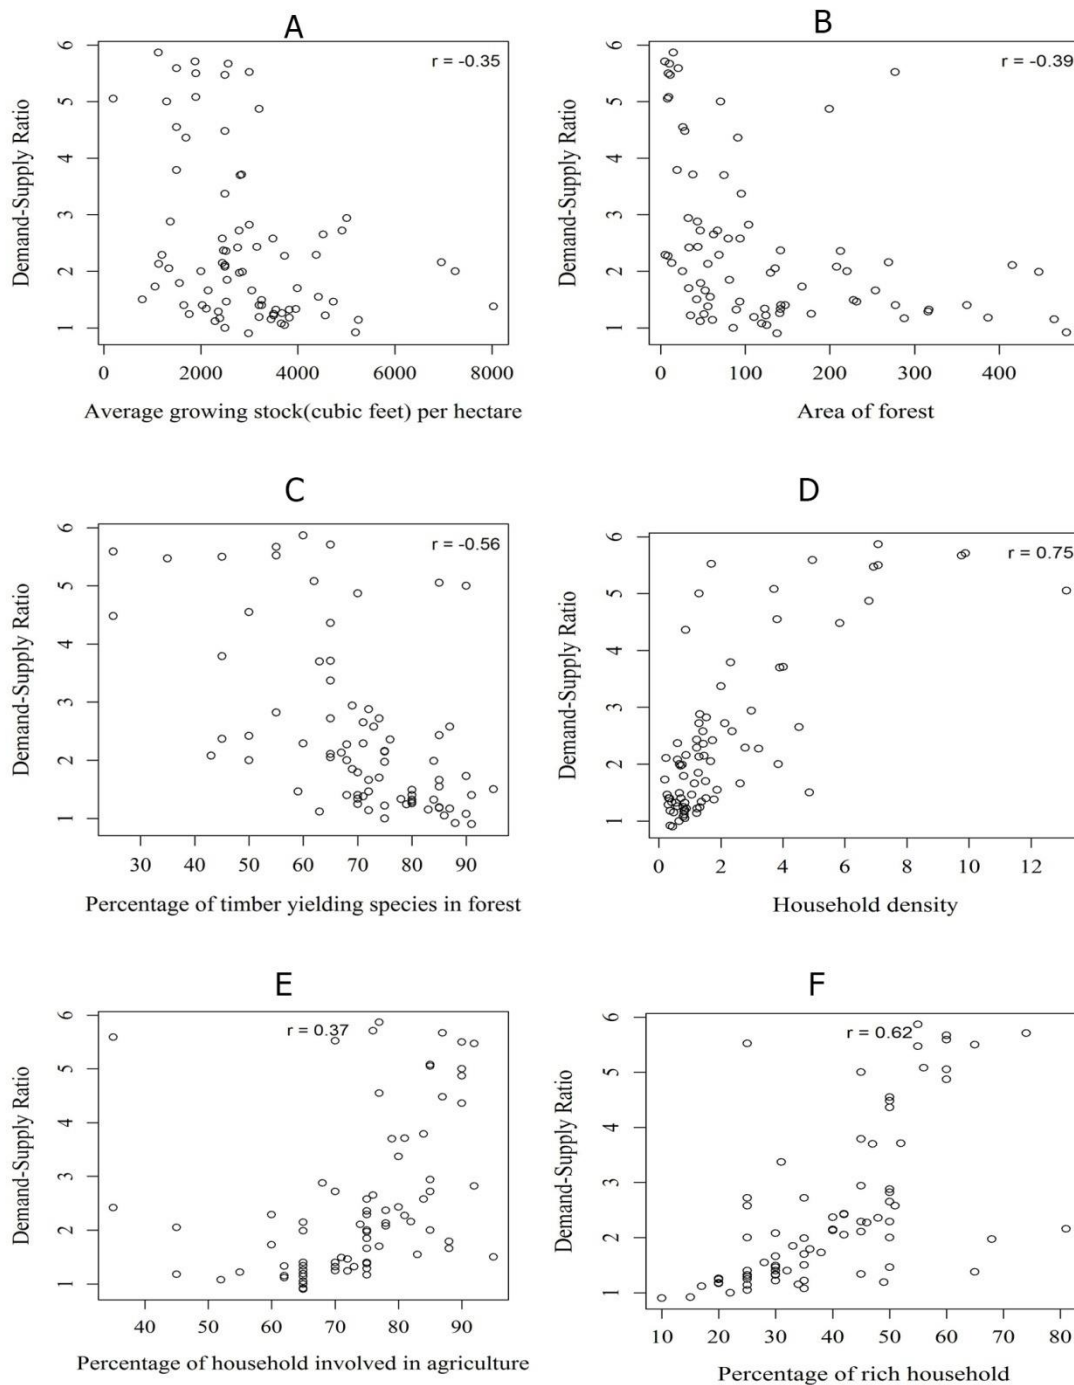 A
B
r = -0.35
r = -0.39
Demand-Supply Ratio
Demand-Supply Ratio
6
5
4
3
2
1
6
5
4
3
2
1
0 2000 4000 6000 8000
0 100 200 300 400
Average growing stock(cubic feet) per hectare
Area of forest
C
D
r = -0.56
r = 0.75
Demand-Supply Ratio
Demand-Supply Ratio
6
5
4
3
2
1
6
5
4
3
2
1
30 40 50 60 70 80 90
0 2 4 6 8 10 12
Percentage of timber yielding species in forest
Household density
E
F
r = 0.37
r = 0.62
Demand-Supply Ratio
Demand-Supply Ratio
6
5
4
3
2
1
6
5
4
3
2
1
40 50 60 70 80 90
10 20 30 40 50 60 70 80
Percentage of household involved in agriculture
Percentage of rich household